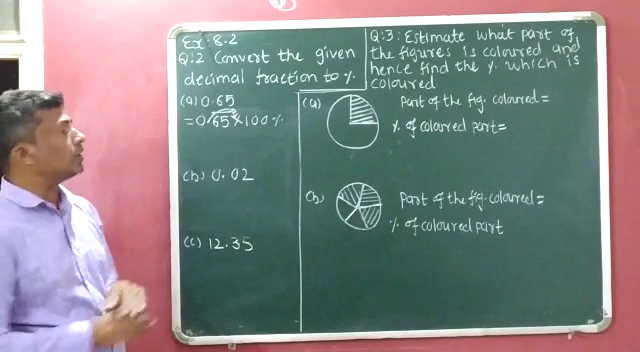 Ex: 8.2
Q:2 Convert the given
decimal fraction to %.
(a) 0.65
= 0.65 × 100 %
(b) 0.02
(c) 12.35
Q:3: Estimate what part of
the figures is coloured and
hence find the % which is
coloured
(a) Part of the fig. coloured =
% of coloured part =
(b) Part of the fig. coloured =
% of coloured part